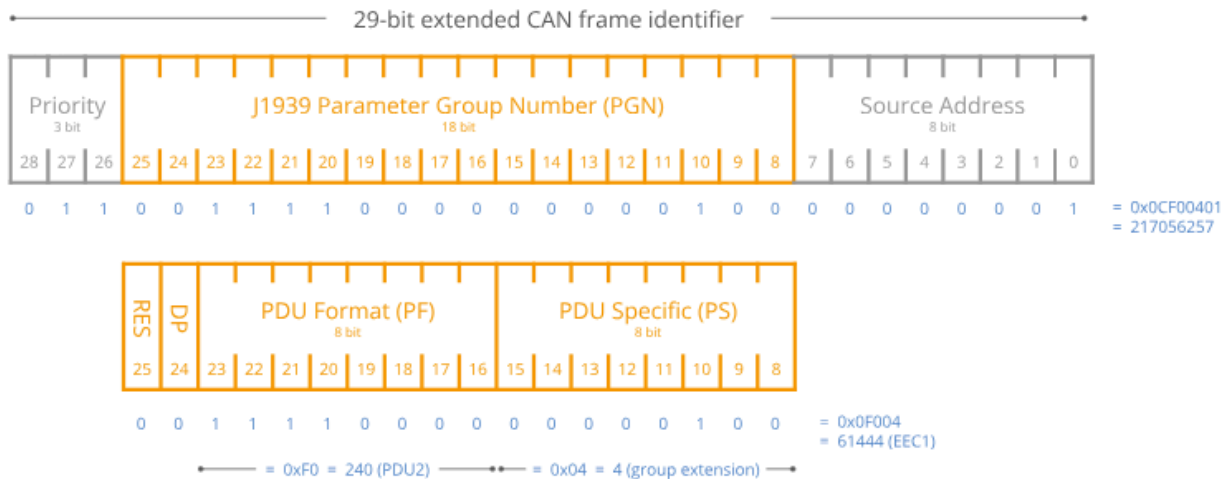 29-bit extended CAN frame identifier
Priority
3 bit
J1939 Parameter Group Number (PGN)
18 bit
Source Address
8 bit
28 27 26 25 24 23 22 21 20 19 18 17 16 15 14 13 12 11 10 9 8 7 6 5 4 3 2 1 0
0 1 1 0 0 1 1 1 1 0 0 0 0 0 0 0 0 0 1 0 0 0 0 0 0 0 0 0 1 = 0x0CF00401
= 217056257
RES
DP
PDU Format (PF)
8 bit
PDU Specific (PS)
8 bit
25 24 23 22 21 20 19 18 17 16 15 14 13 12 11 10 9 8
0 0 1 1 1 1 0 0 0 0 0 0 0 0 0 1 0 0 = 0x0F004
= 61444 (EEC1)
= 0xF0 = 240 (PDU2)
= 0x04 = 4 (group extension)